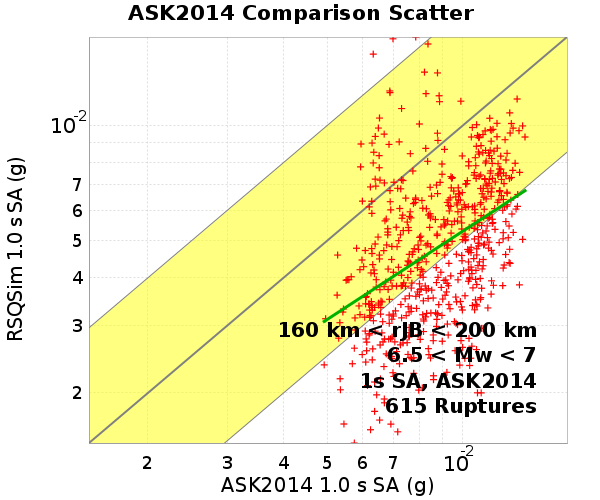 ASK2014 Comparison Scatter
RSQSim 1.0 s SA (g)
10-2
7
6
5
4
3
2
160 km < rJB < 200 km
6.5 < Mw < 7
1s SA, ASK2014
615 Ruptures
2 3 4 5 6 7 10-2
ASK2014 1.0 s SA (g)